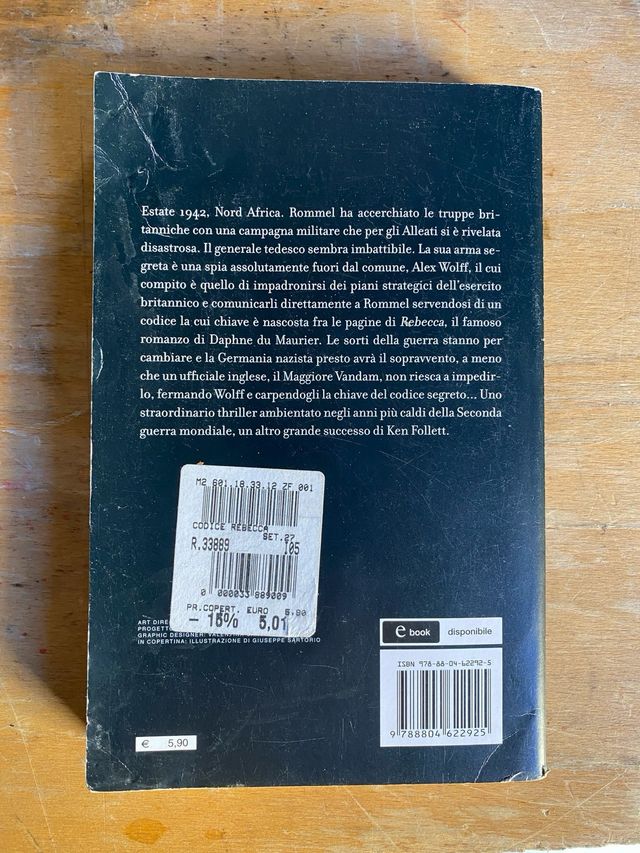 Estate 1942, Nord Africa. Rommel ha accerchiato le truppe bri-
tanniche con una campagna militare che per gli Alleati si è rivelata
disastrosa. Il generale tedesco sembra imbattibile. La sua arma se-
greta è una spia assolutamente fuori dal comune, Alex Wolff, il cui
compito è quello di impadronirsi dei piani strategici dell'esercito
britannico e comunicarli direttamente a Rommel servendosi di un
codice la cui chiave è nascosta fra le pagine di Rebecca, il famoso
romanzo di Daphne du Maurier. Le sorti della guerra stanno per
cambiare e la Germania nazista presto avrà il sopravvento, a meno
che un ufficiale inglese, il Maggiore Vandam, non riesca a impedir-
lo, fermando Wolff e carpendogli la chiave del codice segreto... Uno
straordinario thriller ambientato negli anni più caldi della Seconda
guerra mondiale, un altro grande successo di Ken Follett.
M2 601.18.33.12 ZF 001
CODICE REBECCA
SET.27
R.33889 I05
0 000033 889009
PR.COPERT. EURO 5.90
- 15% 5,01
ART
PROGETTO
GRAPHIC DESIGNER:
IN COPERTINA: ILLUSTRAZIONE DI GIUSEPPE SARTORIO
e book disponibile
ISBN 978-88-04-62292-5
9 788804 622925
€ 5,90